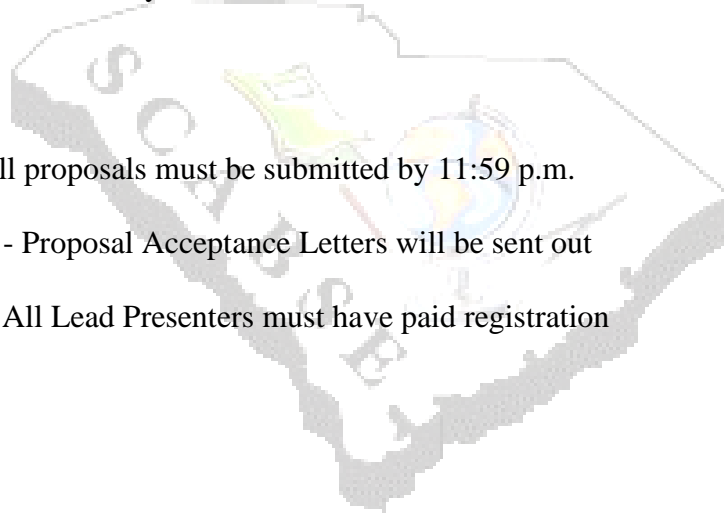 ll proposals must be submitted by 11:59 p.m.
- Proposal Acceptance Letters will be sent out
All Lead Presenters must have paid registration
SCABSE